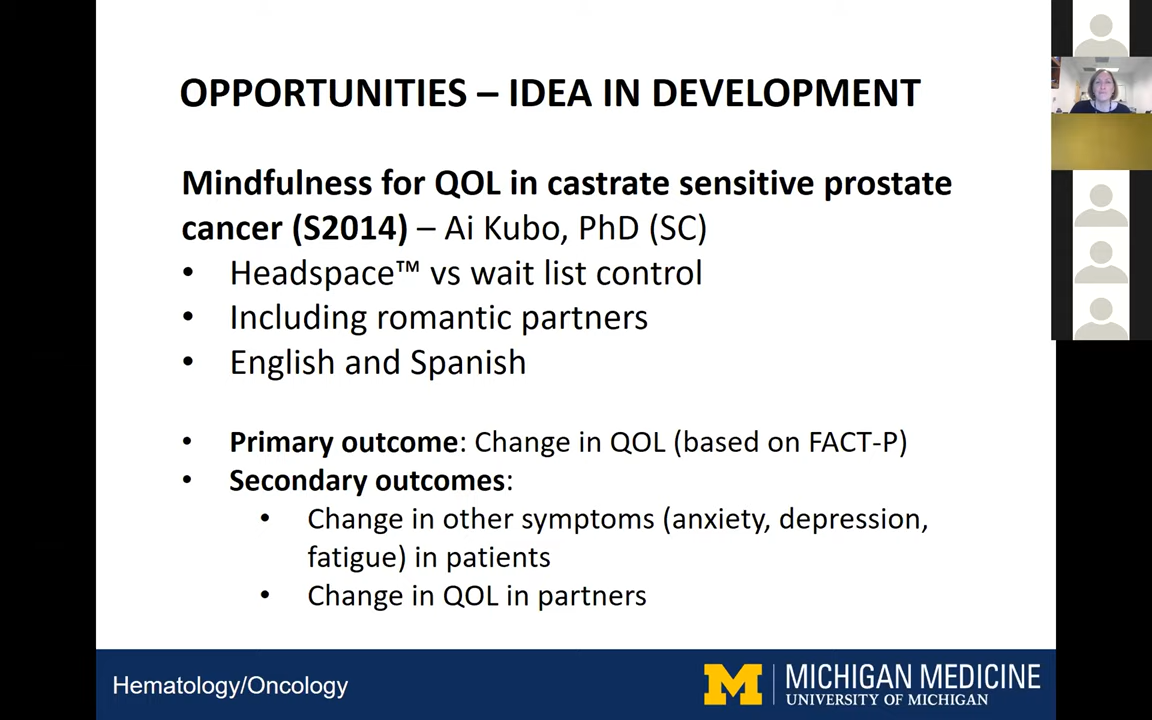 OPPORTUNITIES – IDEA IN DEVELOPMENT
Mindfulness for QOL in castrate sensitive prostate
cancer (S2014) – Ai Kubo, PhD (SC)
• Headspace™ vs wait list control
• Including romantic partners
• English and Spanish
• Primary outcome: Change in QOL (based on FACT-P)
• Secondary outcomes:
• Change in other symptoms (anxiety, depression,
fatigue) in patients
• Change in QOL in partners
Hematology/Oncology
M
MICHIGAN MEDICINE
UNIVERSITY OF MICHIGAN